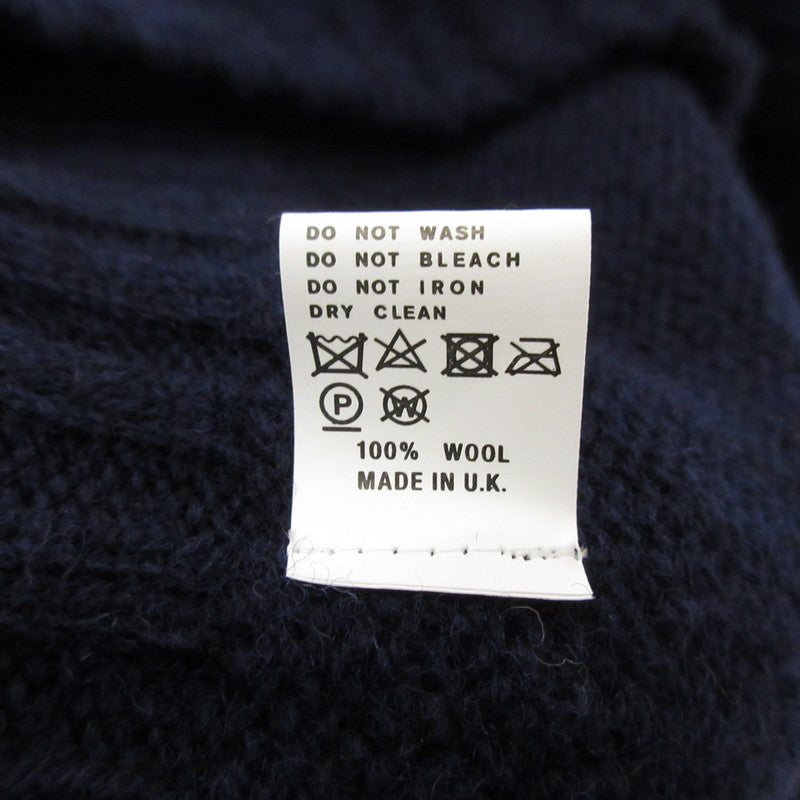 DO NOT WASH
DO NOT BLEACH
DO NOT IRON
DRY CLEAN
P W
100% WOOL
MADE IN U.K.